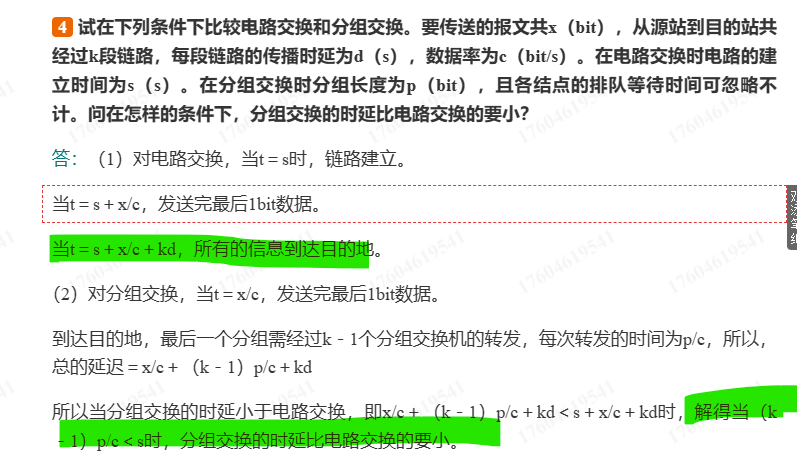 4 试在下列条件下比较电路交换和分组交换。要传送的报文共x（bit），从源站到目的站共
经过k段链路，每段链路的传播时延为d（s），数据率为c（bit/s）。在电路交换时电路的建
立时间为s（s）。在分组交换时分组长度为p（bit），且各结点的排队等待时间可忽略不
计。问在怎样的条件下，分组交换的时延比电路交换的要小？
答：（1）对电路交换，当t＝s时，链路建立。
当t＝s＋x/c，发送完最后1bit数据。
当t＝s＋x/c＋kd，所有的信息到达目的地。
（2）对分组交换，当t＝x/c，发送完最后1bit数据。
到达目的地，最后一个分组需经过k－1个分组交换机的转发，每次转发的时间为p/c，所以，
总的延迟＝x/c＋（k－1）p/c＋kd
所以当分组交换的时延小于电路交换，即x/c＋（k－1）p/c＋kd＜s＋x/c＋kd时，解得当（k
－1）p/c＜s时，分组交换的时延比电路交换的要小。
17604619541